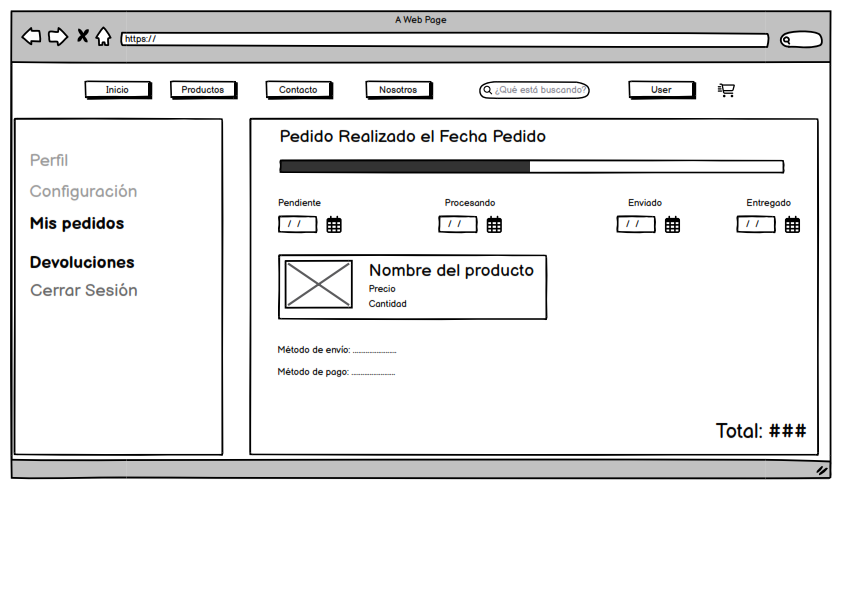 A Web Page
https://
Inicio Productos Contacto Nosotros ¿Qué está buscando? User
Perfil
Configuración
Mis pedidos
Devoluciones
Cerrar Sesión
Pedido Realizado el Fecha Pedido
Pendiente Procesando Enviado Entregado
/ / / / / / / /
Nombre del producto
Precio
Cantidad
Método de envío: ......................
Método de pago: ......................
Total: ###